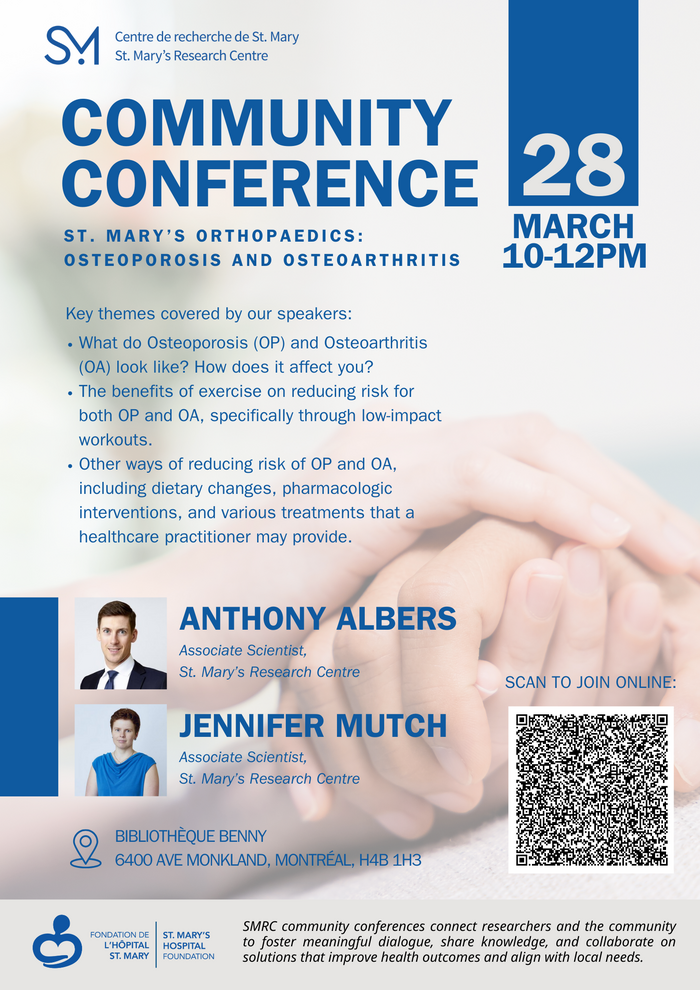 SM
Centre de recherche de St. Mary
St. Mary's Research Centre
COMMUNITY
CONFERENCE
28
MARCH
10-12PM
ST. MARY'S ORTHOPAEDICS:
OSTEOPOROSIS AND OSTEOARTHRITIS
Key themes covered by our speakers:
• What do Osteoporosis (OP) and Osteoarthritis
(OA) look like? How does it affect you?
• The benefits of exercise on reducing risk for
both OP and OA, specifically through low-impact
workouts.
• Other ways of reducing risk of OP and OA,
including dietary changes, pharmacologic
interventions, and various treatments that a
healthcare practitioner may provide.
ANTHONY ALBERS
Associate Scientist,
St. Mary's Research Centre
JENNIFER MUTCH
Associate Scientist,
St. Mary's Research Centre
SCAN TO JOIN ONLINE:
BIBLIOTHÈQUE BENNY
6400 AVE MONKLAND, MONTRÉAL, H4B 1H3
FONDATION DE
L'HÔPITAL
ST. MARY
ST. MARY'S
HOSPITAL
FOUNDATION
SMRC community conferences connect researchers and the community
to foster meaningful dialogue, share knowledge, and collaborate on
solutions that improve health outcomes and align with local needs.